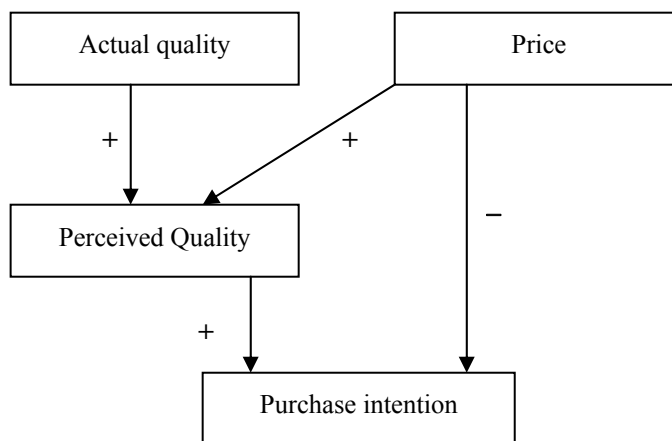 Actual quality
Price
+
+
Perceived Quality
–
+
Purchase intention